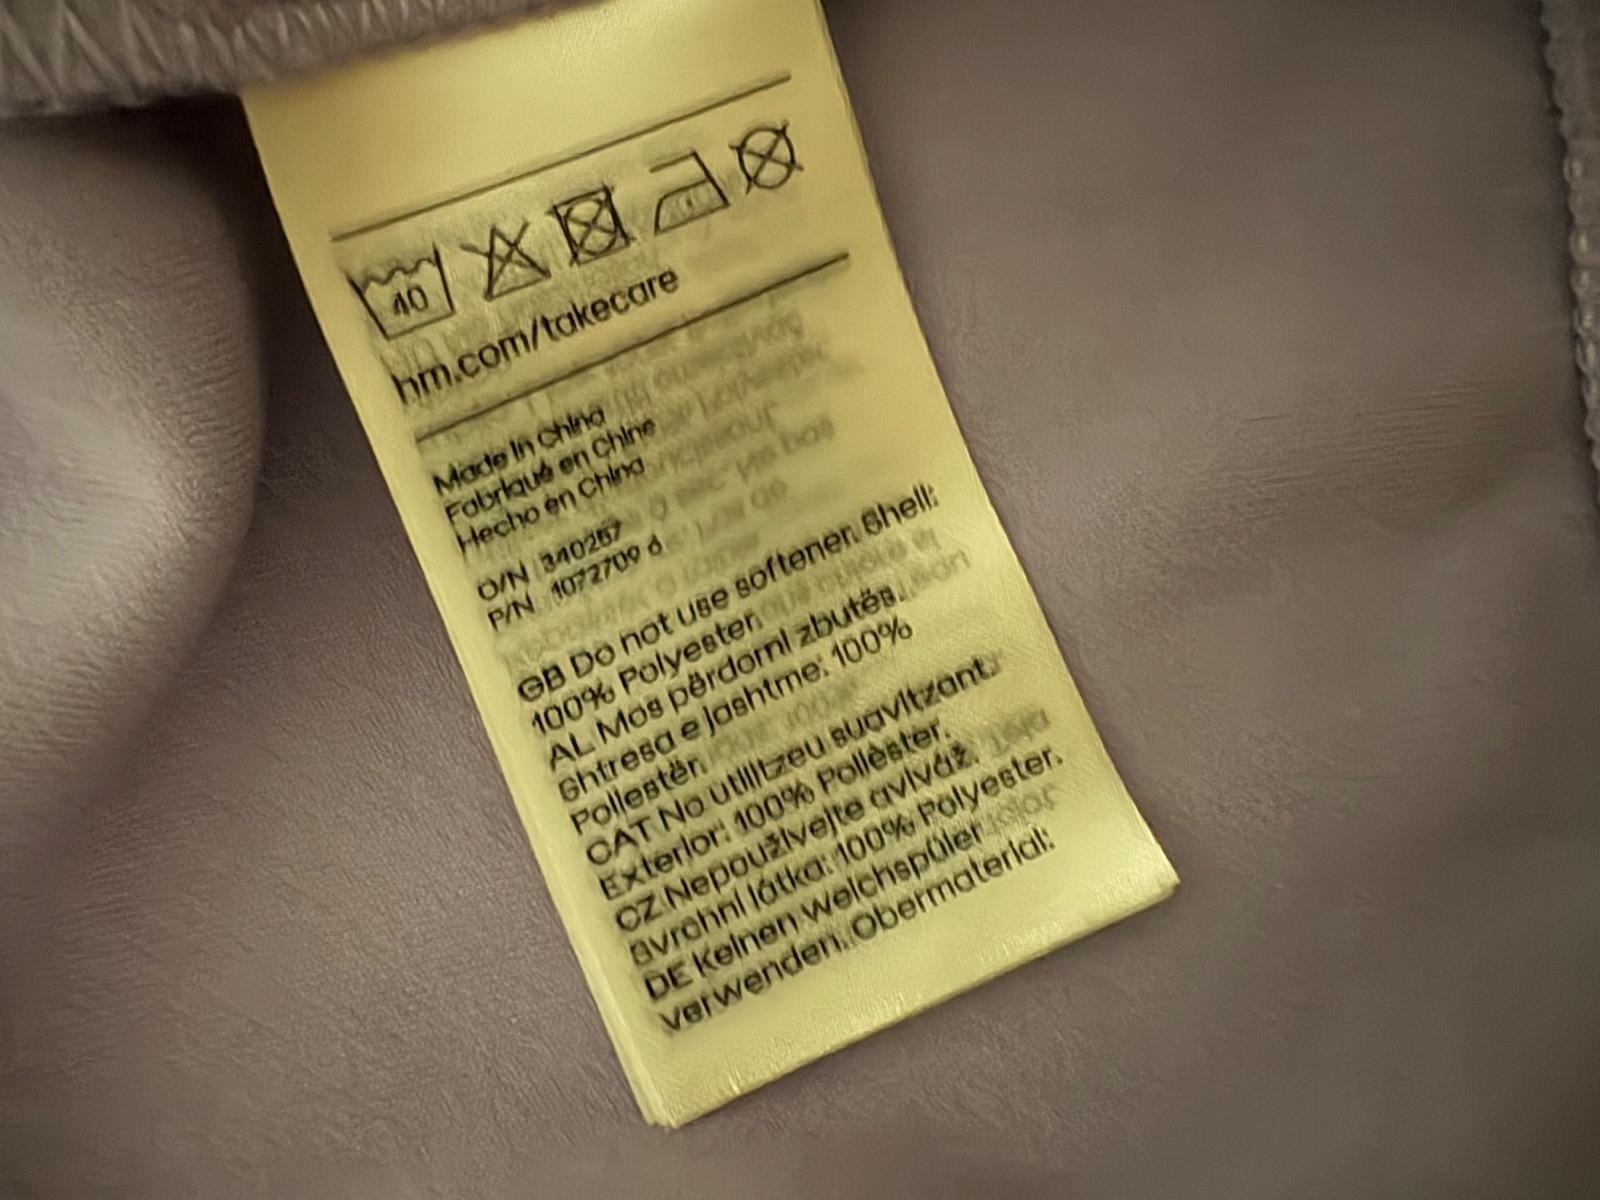 40
hm.com/takecare
Made in China
Fabriqué en Chine
Hecho en China
O/N 340287
P/N 1072709 6
GB Do not use softener. Shell:
100% Polyester.
AL Mos përdorni zbutës.
Shtresa e jashtme: 100%
Poliestër.
CAT No utilitzeu suavitzant.
Exterior: 100% Polièster.
CZ Nepoužívejte aviváž.
svrchní látka: 100% Polyester.
DE Keinen Weichspüler
verwenden. Obermaterial: